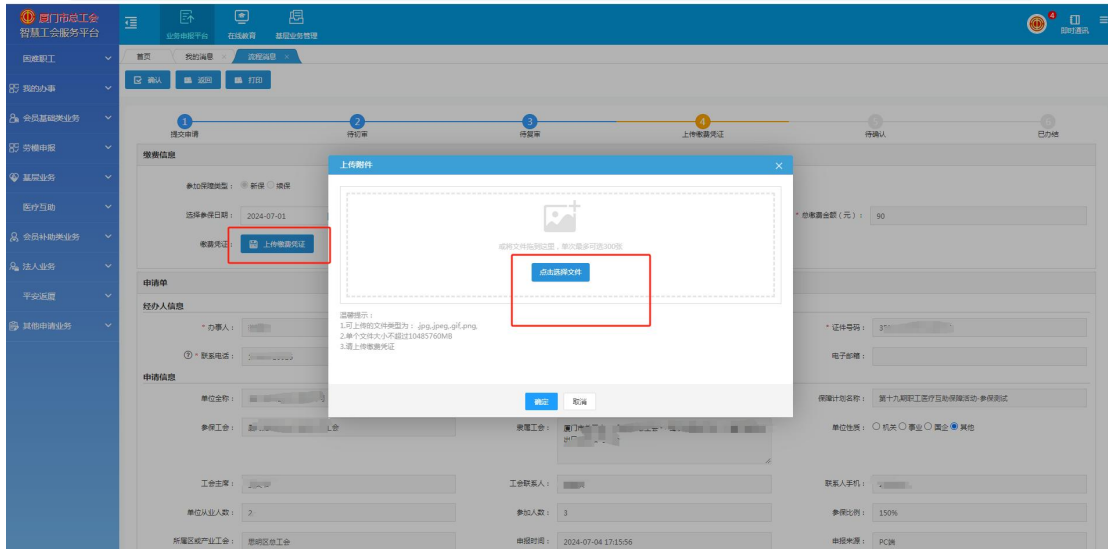 厦门市总工会
智慧工会服务平台
业务申报平台 在线教育 基层业务管理
4
即时通讯
困难职工
我的办事
会员基础类业务
劳模申报
基层业务
医疗互助
会员补助类业务
法人业务
平安返厦
其他申请业务
首页 我的消息 × 流程消息 ×
确认 返回 打印
1 2 3 4 5 6
提交申请 待初审 待复审 上传缴费凭证 待确认 已办结
缴费信息
参加保障类型： 新保 续保
选择参保日期： 2024-07-01
* 总缴费金额（元）： 90
缴费凭证： 上传缴费凭证
上传附件 ×
或将文件拖到这里，单次最多可选300张
点击选择文件
温馨提示：
1.可上传的文件类型为： .jpg,.jpeg,.gif,.png,
2.单个文件大小不超过10485760MB
3.请上传缴费凭证
确定 取消
申请单
经办人信息
* 办事人：
* 证件号码：
* 联系电话：
电子邮箱：
申请信息
单位全称：
保障计划名称： 第十九期职工医疗互助保障活动-参保测试
参保工会：
隶属工会：
单位性质： 机关 事业 国企 其他
工会主席：
工会联系人：
联系人手机：
单位从业人数： 2
参加人数： 3
参保比例： 150%
所属区或产业工会： 思明区总工会
申报时间： 2024-07-04 17:15:56
申报来源： PC端